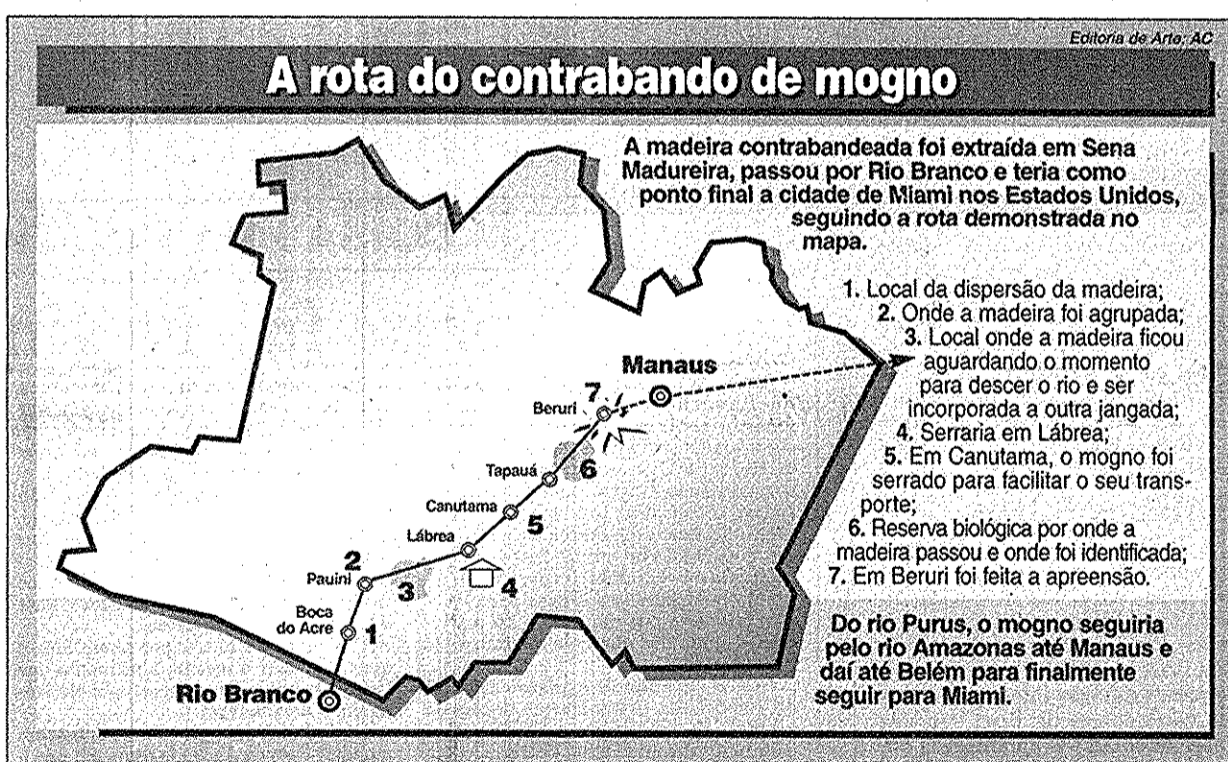 Editoria de Arte: AC
A rota do contrabando de mogno
A madeira contrabandeada foi extraída em Sena
Madureira, passou por Rio Branco e teria como
ponto final a cidade de Miami nos Estados Unidos,
seguindo a rota demonstrada no
mapa.
1. Local da dispersão da madeira;
2. Onde a madeira foi agrupada;
3. Local onde a madeira ficou
aguardando o momento
para descer o rio e ser
incorporada a outra jangada;
4. Serraria em Lábrea;
5. Em Canutama, o mogno foi
serrado para facilitar o seu trans-
porte;
6. Reserva biológica por onde a
madeira passou e onde foi identificada;
7. Em Beruri foi feita a apreensão.
Manaus
7
Beruri
6
Tapauá
Canutama
5
Lábrea
4
2
Pauini
3
Boca
do Acre
1
Rio Branco
Do rio Purus, o mogno seguiria
pelo rio Amazonas até Manaus e
daí até Belém para finalmente
seguir para Miami.